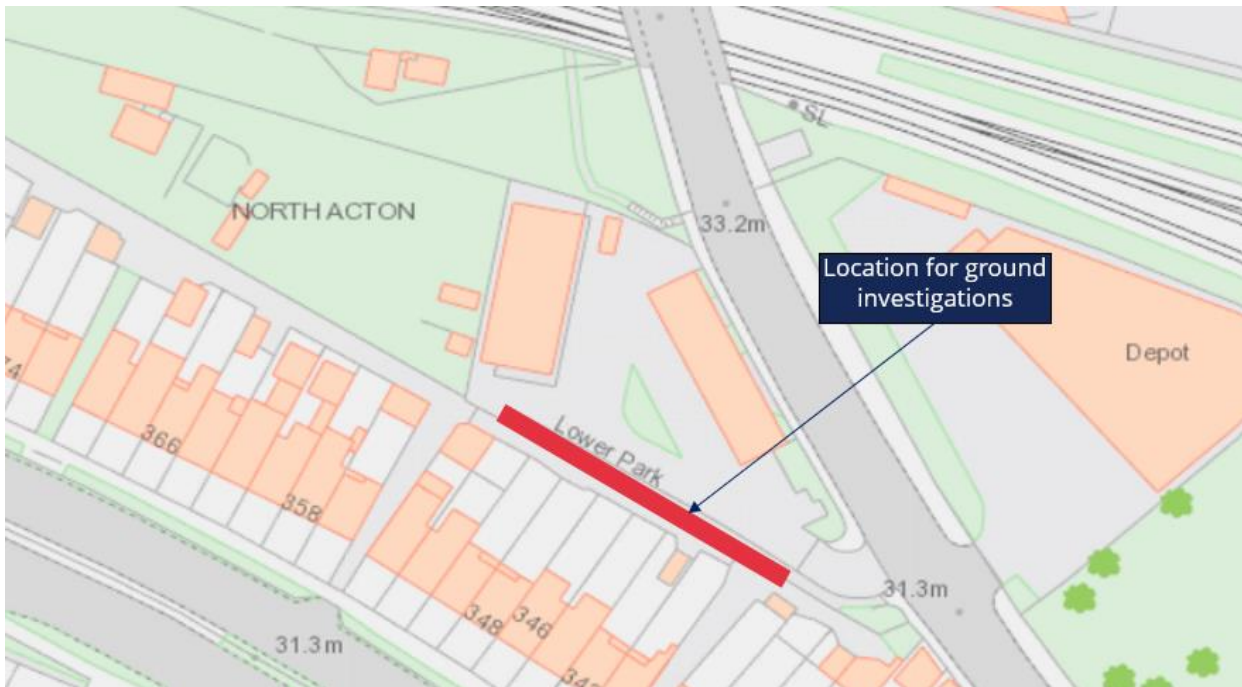 SL
NORTH ACTON
33.2m
Location for ground
investigations
Depot
Lower Park
366
358
348
346
31.3m
31.3m